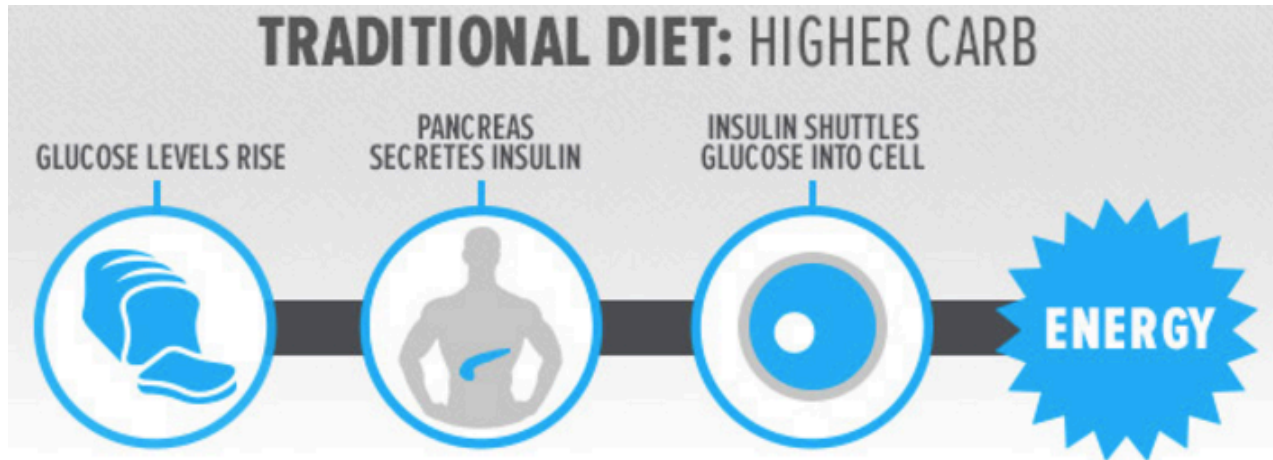 TRADITIONAL DIET: HIGHER CARB
GLUCOSE LEVELS RISE
PANCREAS
SECRETES INSULIN
INSULIN SHUTTLES
GLUCOSE INTO CELL
ENERGY